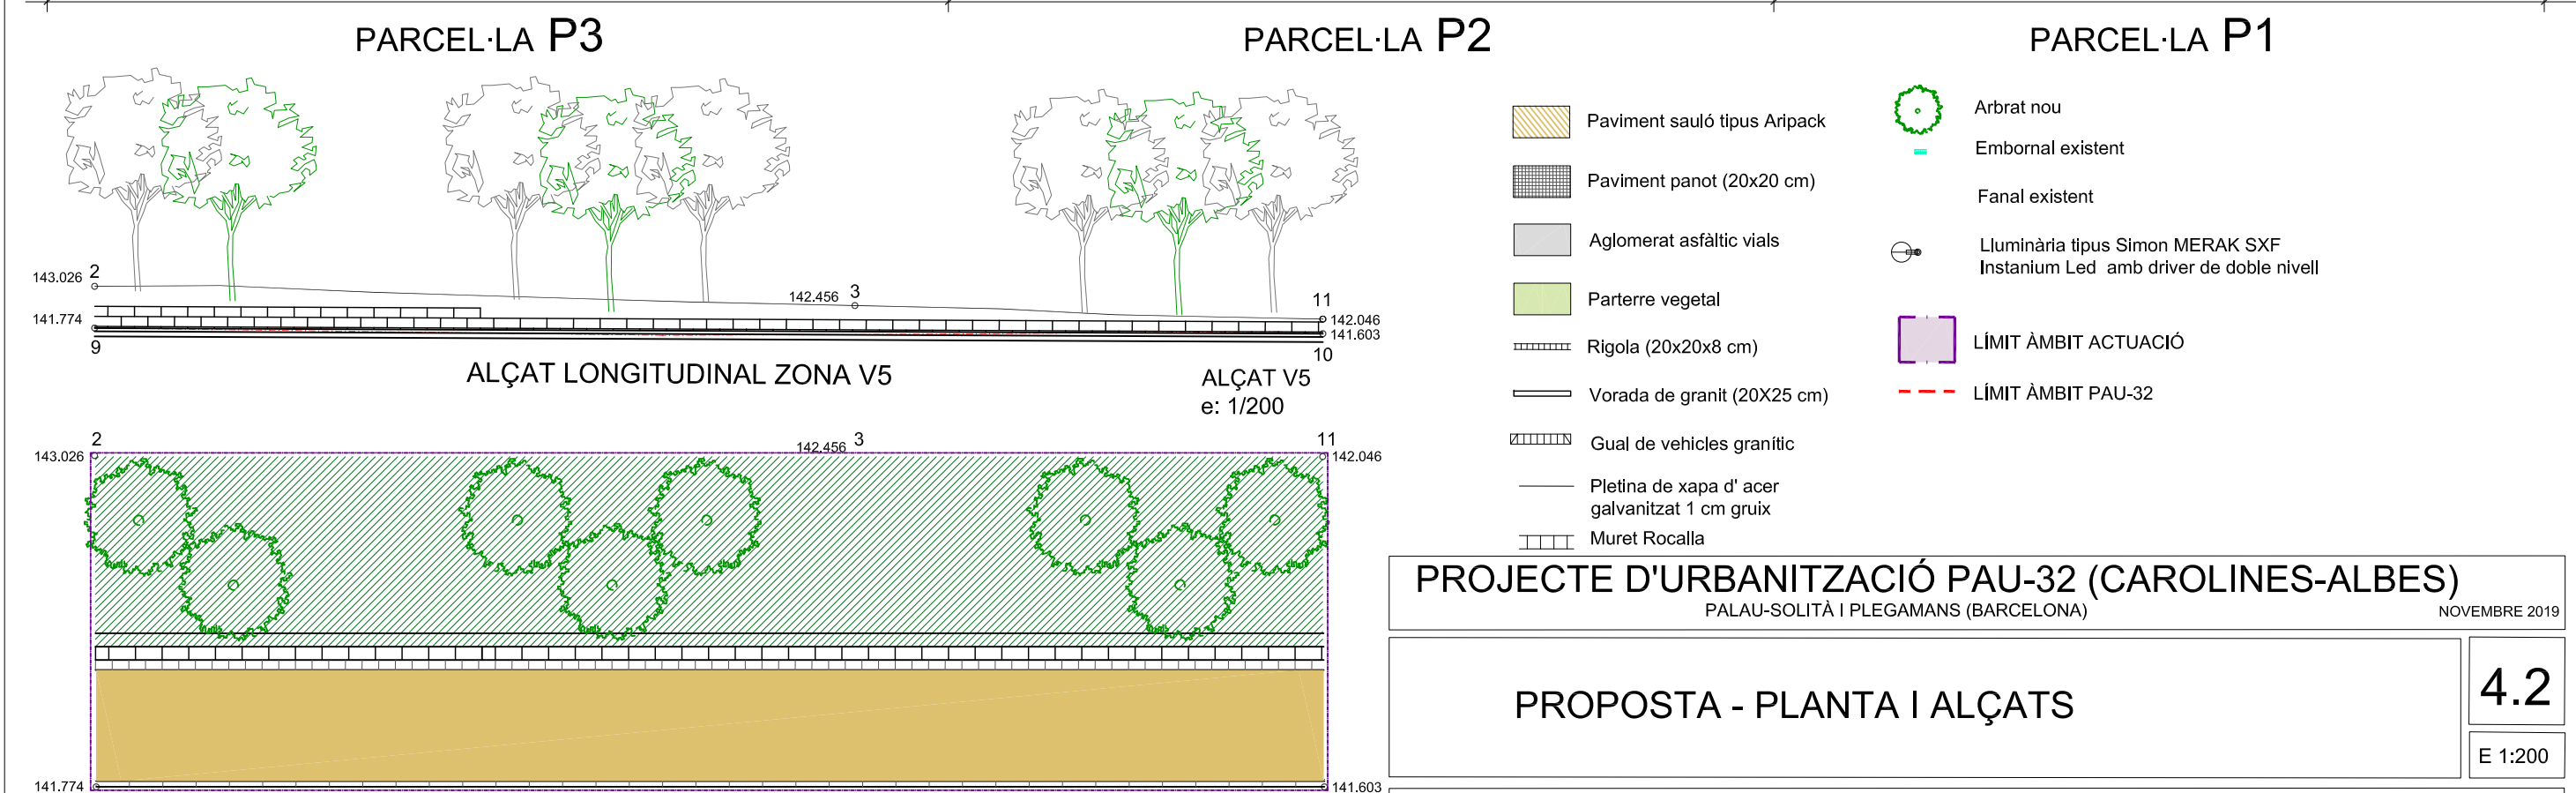 PARCEL·LA P3
PARCEL·LA P2
PARCEL·LA P1
143.026
2
142.456
3
11
142.046
141.774
141.603
9
10
ALÇAT LONGITUDINAL ZONA V5
ALÇAT V5
e: 1/200
2
143.026
142.456
3
11
142.046
141.774
141.603
Paviment sauló tipus Aripack
Paviment panot (20x20 cm)
Aglomerat asfàltic vials
Parterre vegetal
Rigola (20x20x8 cm)
Vorada de granit (20X25 cm)
Gual de vehicles granític
Pletina de xapa d' acer
galvanitzat 1 cm gruix
Muret Rocalla
Arbrat nou
Embornal existent
Fanal existent
Lluminària tipus Simon MERAK SXF
Instanium Led amb driver de doble nivell
LÍMIT ÀMBIT ACTUACIÓ
LÍMIT ÀMBIT PAU-32
PROJECTE D'URBANITZACIÓ PAU-32 (CAROLINES-ALBES)
PALAU-SOLITÀ I PLEGAMANS (BARCELONA)
NOVEMBRE 2019
PROPOSTA - PLANTA I ALÇATS
4.2
E 1:200